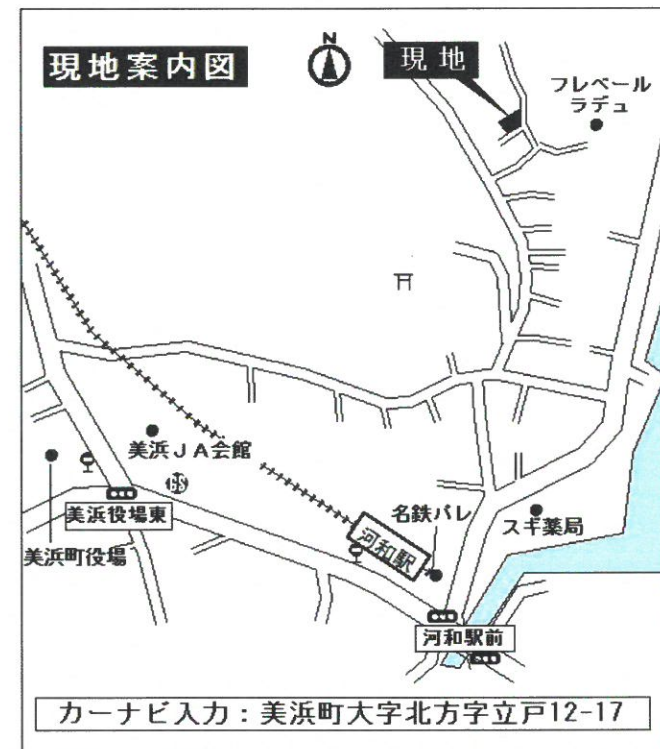 現地案内図
N
現地
フレベール
ラデュ
美浜JA会館
GS
美浜役場東
美浜町役場
名鉄パレ
河和駅
スギ薬局
河和駅前
カーナビ入力：美浜町大字北方字立戸12-17